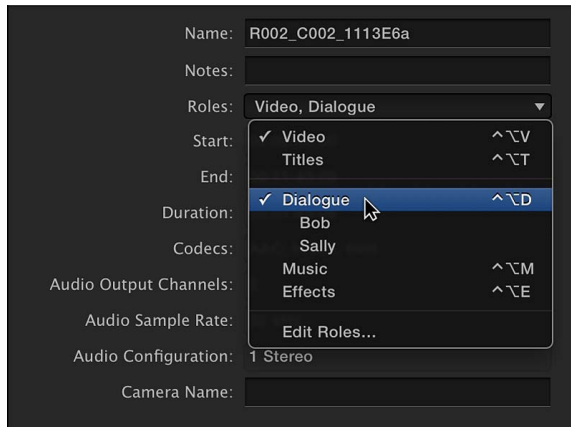 Name: R002_C002_1113E6a
Notes:
Roles: Video, Dialogue ▼
Start: ✓ Video ^⌥V
Titles ^⌥T
End:
✓ Dialogue ^⌥D
Duration: Bob
Codecs: Sally
Music ^⌥M
Audio Output Channels: Effects ^⌥E
Audio Sample Rate:
Edit Roles...
Audio Configuration: 1 Stereo
Camera Name: